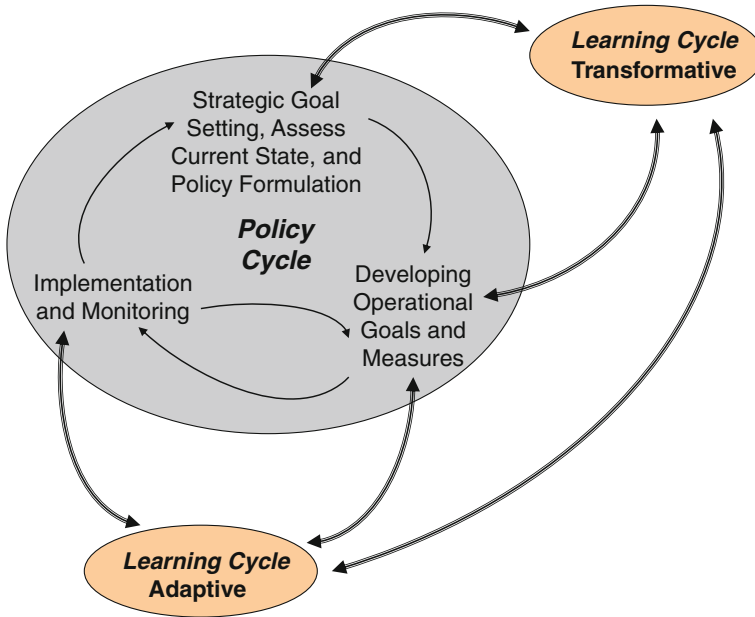 Learning Cycle
Transformative
Strategic Goal
Setting, Assess
Current State, and
Policy Formulation
Policy
Cycle
Implementation
and Monitoring
Developing
Operational
Goals and
Measures
Learning Cycle
Adaptive